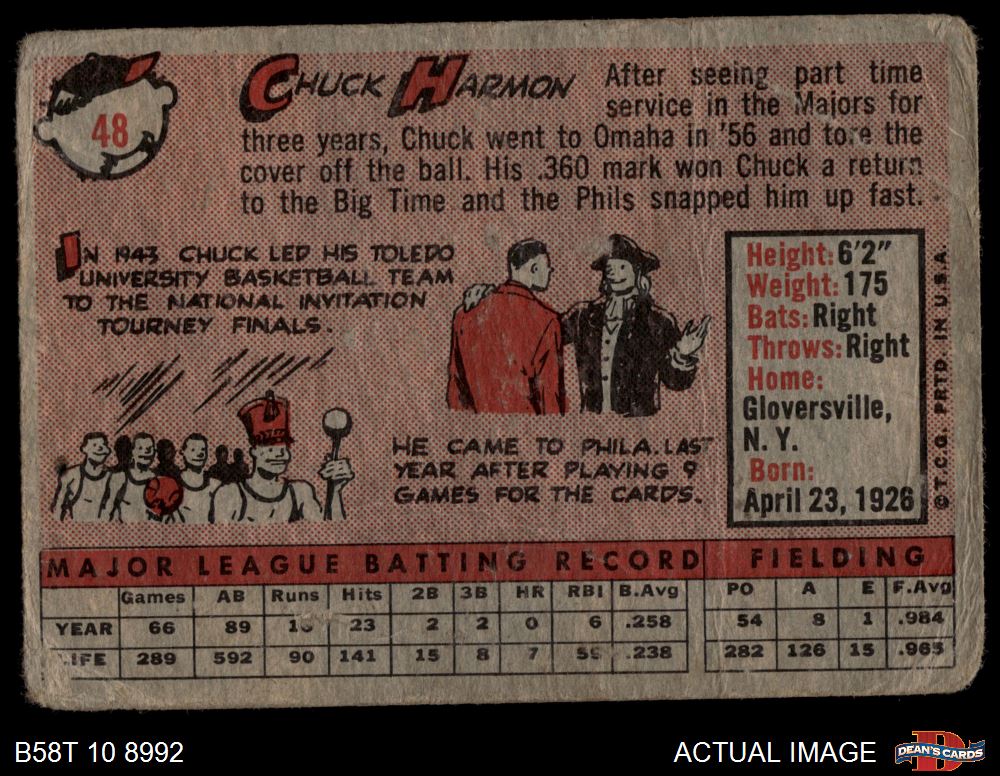 48
CHUCK HARMON
After seeing part time
service in the Majors for
three years, Chuck went to Omaha in '56 and tore the
cover off the ball. His .360 mark won Chuck a return
to the Big Time and the Phils snapped him up fast.
IN 1943 CHUCK LED HIS TOLEDO
UNIVERSITY BASKETBALL TEAM
TO THE NATIONAL INVITATION
TOURNEY FINALS.
HE CAME TO PHILA. LAST
YEAR AFTER PLAYING 9
GAMES FOR THE CARDS.
Height: 6'2"
Weight: 175
Bats: Right
Throws: Right
Home:
Gloversville,
N. Y.
Born:
April 23, 1926
© T.C.G. PRTD. IN U.S.A.
MAJOR LEAGUE BATTING RECORD FIELDING
Games AB Runs Hits 2B 3B HR RBI B.Avg PO A E F.Avg
YEAR 66 89 23 2 2 0 6 .258 54 8 1 .984
LIFE 289 592 90 141 15 8 7 .238 282 126 15 .965
B58T 10 8992
ACTUAL IMAGE
DEAN'S CARDS